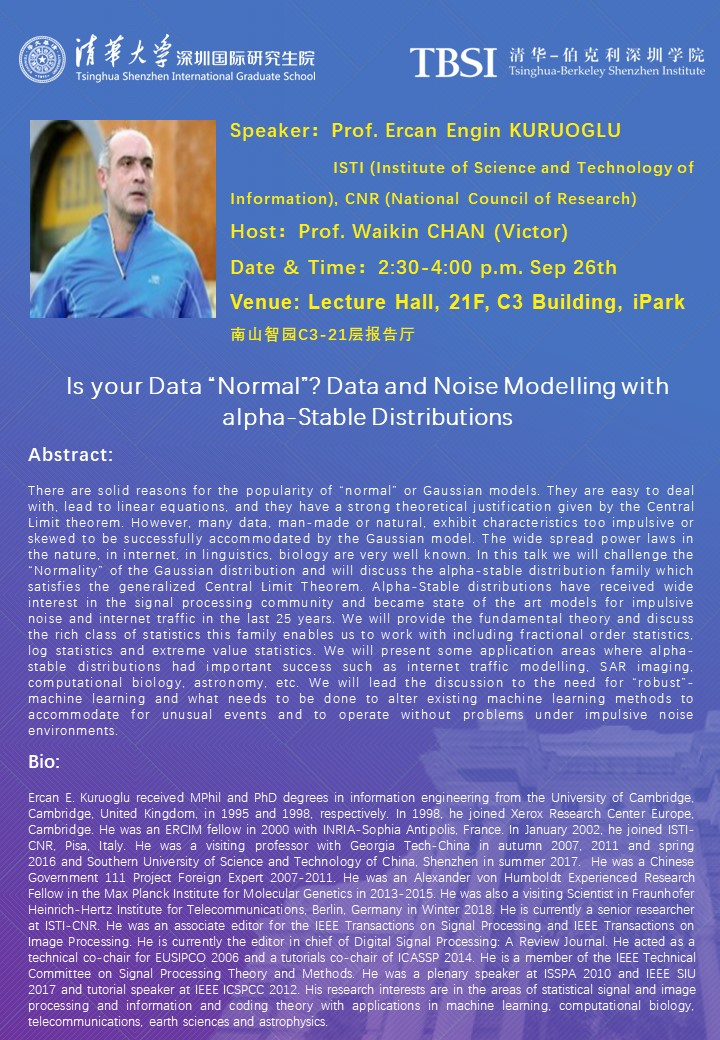 清华大学深圳国际研究生院
Tsinghua Shenzhen International Graduate School
TBSI 清华-伯克利深圳学院
Tsinghua-Berkeley Shenzhen Institute
Speaker：Prof. Ercan Engin KURUOGLU
ISTI (Institute of Science and Technology of
Information), CNR (National Council of Research)
Host：Prof. Waikin CHAN (Victor)
Date & Time：2:30-4:00 p.m. Sep 26th
Venue: Lecture Hall, 21F, C3 Building, iPark
南山智园C3-21层报告厅
Is your Data “Normal”? Data and Noise Modelling with
alpha-Stable Distributions
Abstract:
There are solid reasons for the popularity of “normal” or Gaussian models. They are easy to deal
with, lead to linear equations, and they have a strong theoretical justification given by the Central
Limit theorem. However, many data, man-made or natural, exhibit characteristics too impulsive or
skewed to be successfully accommodated by the Gaussian model. The wide spread power laws in
the nature, in internet, in linguistics, biology are very well known. In this talk we will challenge the
“Normality” of the Gaussian distribution and will discuss the alpha-stable distribution family which
satisfies the generalized Central Limit Theorem. Alpha-Stable distributions have received wide
interest in the signal processing community and became state of the art models for impulsive
noise and internet traffic in the last 25 years. We will provide the fundamental theory and discuss
the rich class of statistics this family enables us to work with including fractional order statistics,
log statistics and extreme value statistics. We will present some application areas where alpha-
stable distributions had important success such as internet traffic modelling, SAR imaging,
computational biology, astronomy, etc. We will lead the discussion to the need for “robust”-
machine learning and what needs to be done to alter existing machine learning methods to
accommodate for unusual events and to operate without problems under impulsive noise
environments.
Bio:
Ercan E. Kuruoglu received MPhil and PhD degrees in information engineering from the University of Cambridge,
Cambridge, United Kingdom, in 1995 and 1998, respectively. In 1998, he joined Xerox Research Center Europe,
Cambridge. He was an ERCIM fellow in 2000 with INRIA-Sophia Antipolis, France. In January 2002, he joined ISTI-
CNR, Pisa, Italy. He was a visiting professor with Georgia Tech-China in autumn 2007, 2011 and spring
2016 and Southern University of Science and Technology of China, Shenzhen in summer 2017. He was a Chinese
Government 111 Project Foreign Expert 2007-2011. He was an Alexander von Humboldt Experienced Research
Fellow in the Max Planck Institute for Molecular Genetics in 2013-2015. He was also a visiting Scientist in Fraunhofer
Heinrich-Hertz Institute for Telecommunications, Berlin, Germany in Winter 2018. He is currently a senior researcher
at ISTI-CNR. He was an associate editor for the IEEE Transactions on Signal Processing and IEEE Transactions on
Image Processing. He is currently the editor in chief of Digital Signal Processing: A Review Journal. He acted as a
technical co-chair for EUSIPCO 2006 and a tutorials co-chair of ICASSP 2014. He is a member of the IEEE Technical
Committee on Signal Processing Theory and Methods. He was a plenary speaker at ISSPA 2010 and IEEE SIU
2017 and tutorial speaker at IEEE ICSPCC 2012. His research interests are in the areas of statistical signal and image
processing and information and coding theory with applications in machine learning, computational biology,
telecommunications, earth sciences and astrophysics.